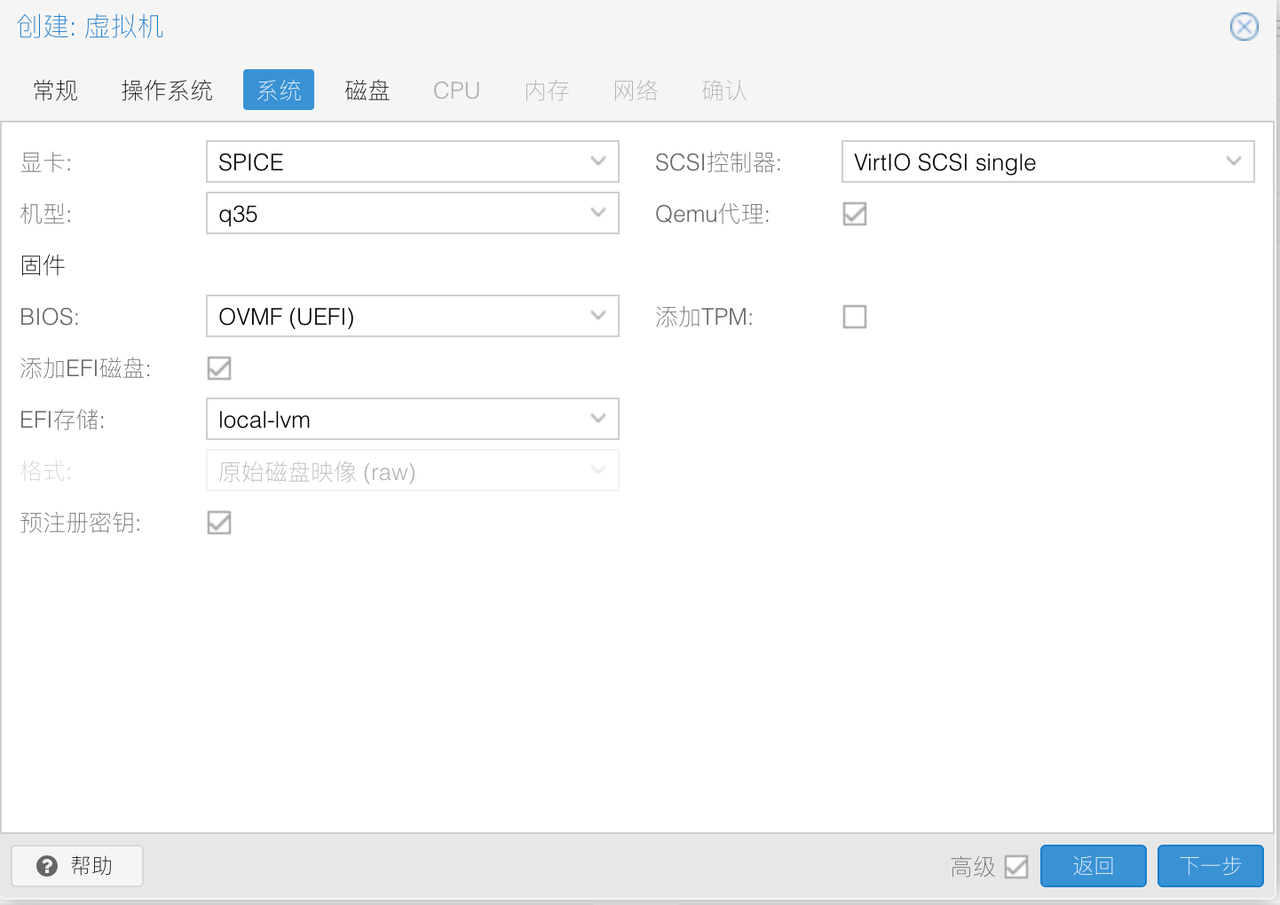 创建: 虚拟机
常规 操作系统 系统 磁盘 CPU 内存 网络 确认
显卡: SPICE SCSI控制器: VirtIO SCSI single
机型: q35 Qemu代理:
固件
BIOS: OVMF (UEFI) 添加TPM:
添加EFI磁盘:
EFI存储: local-lvm
格式: 原始磁盘映像 (raw)
预注册密钥:
帮助 高级 返回 下一步